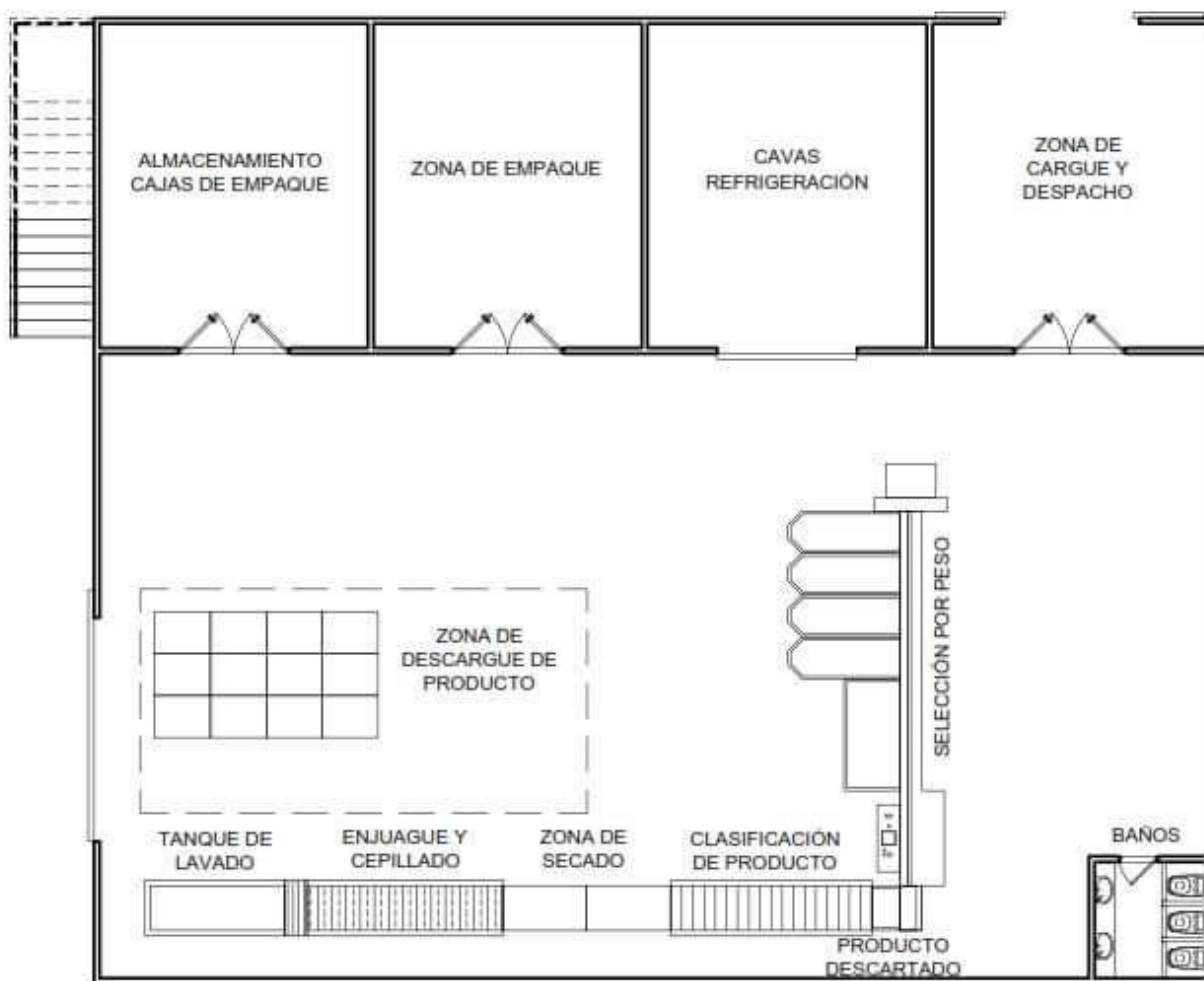 ALMACENAMIENTO
CAJAS DE EMPAQUE
ZONA DE EMPAQUE
CAVAS
REFRIGERACIÓN
ZONA DE
CARGUE Y
DESPACHO
SELECCIÓN POR PESO
ZONA DE
DESCARGUE DE
PRODUCTO
TANQUE DE
LAVADO
ENJUAGUE Y
CEPILLADO
ZONA DE
SECADO
CLASIFICACIÓN
DE PRODUCTO
BAÑOS
PRODUCTO
DESCARTADO